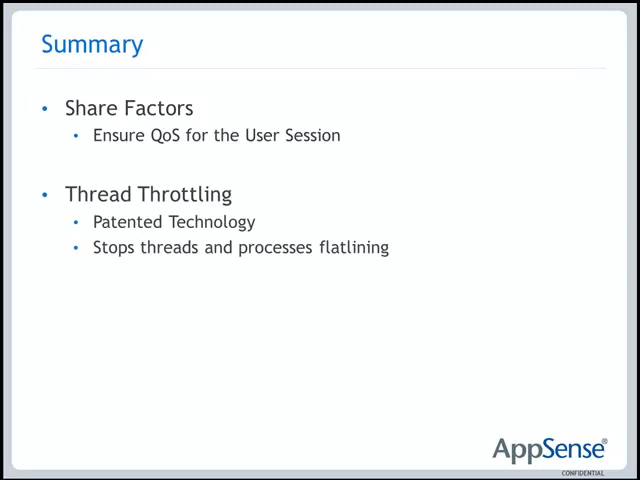 Summary
• Share Factors
• Ensure QoS for the User Session
• Thread Throttling
• Patented Technology
• Stops threads and processes flatlining
AppSense®
CONFIDENTIAL